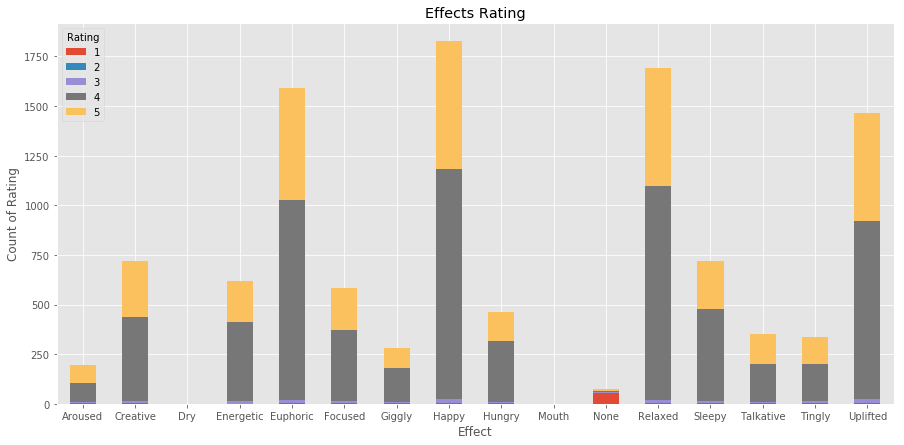 Effects Rating
Rating
1
2
3
4
5
Count of Rating
1750
1500
1250
1000
750
500
250
0
Aroused Creative Dry Energetic Euphoric Focused Giggly Happy Hungry Mouth None Relaxed Sleepy Talkative Tingly Uplifted
Effect